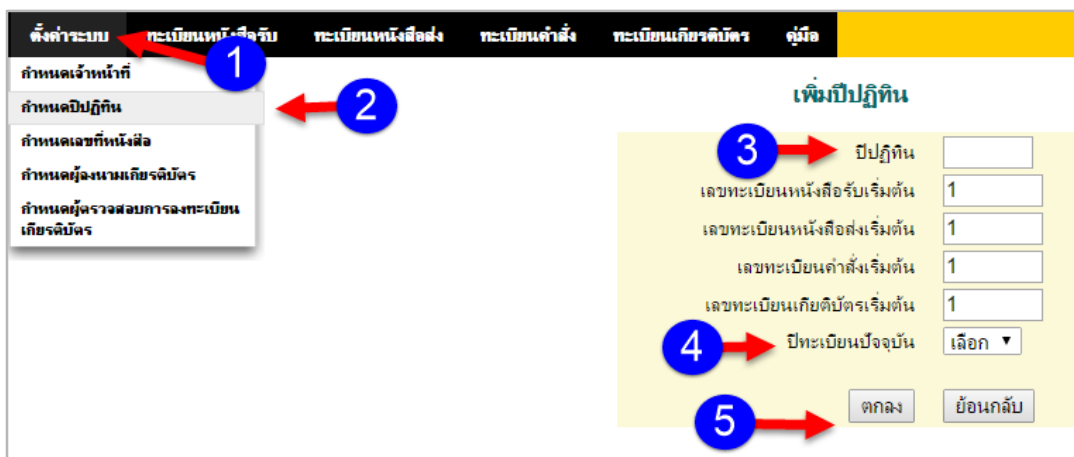 ตั้งค่าระบบ ทะเบียนหนังสือรับ ทะเบียนหนังสือส่ง ทะเบียนคำสั่ง ทะเบียนเกียรติบัตร คู่มือ
1
กำหนดเจ้าหน้าที่
กำหนดปีปฏิทิน
2
กำหนดเลขที่หนังสือ
กำหนดผู้ลงนามเกียรติบัตร
กำหนดผู้ตรวจสอบการลงทะเบียน
เกียรติบัตร
เพิ่มปีปฏิทิน
3 ปีปฏิทิน
เลขทะเบียนหนังสือรับเริ่มต้น 1
เลขทะเบียนหนังสือส่งเริ่มต้น 1
เลขทะเบียนคำสั่งเริ่มต้น 1
เลขทะเบียนเกียติบัตรเริ่มต้น 1
4 ปีทะเบียนปัจจุบัน เลือก
5 ตกลง ย้อนกลับ